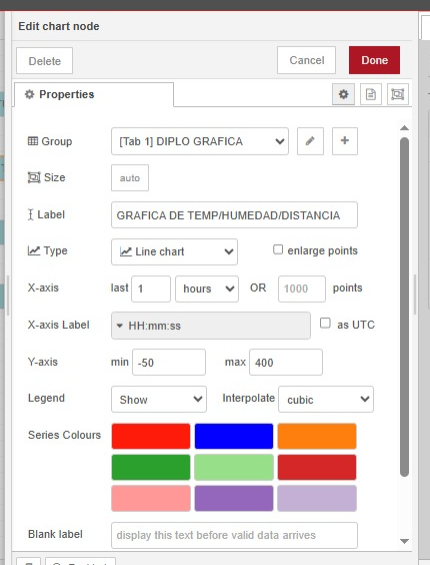 Edit chart node
Delete Cancel Done
Properties
Group [Tab 1] DIPLO GRAFICA
Size auto
Label GRAFICA DE TEMP/HUMEDAD/DISTANCIA
Type Line chart enlarge points
X-axis last 1 hours OR 1000 points
X-axis Label HH:mm:ss as UTC
Y-axis min -50 max 400
Legend Show Interpolate cubic
Series Colours
Blank label display this text before valid data arrives